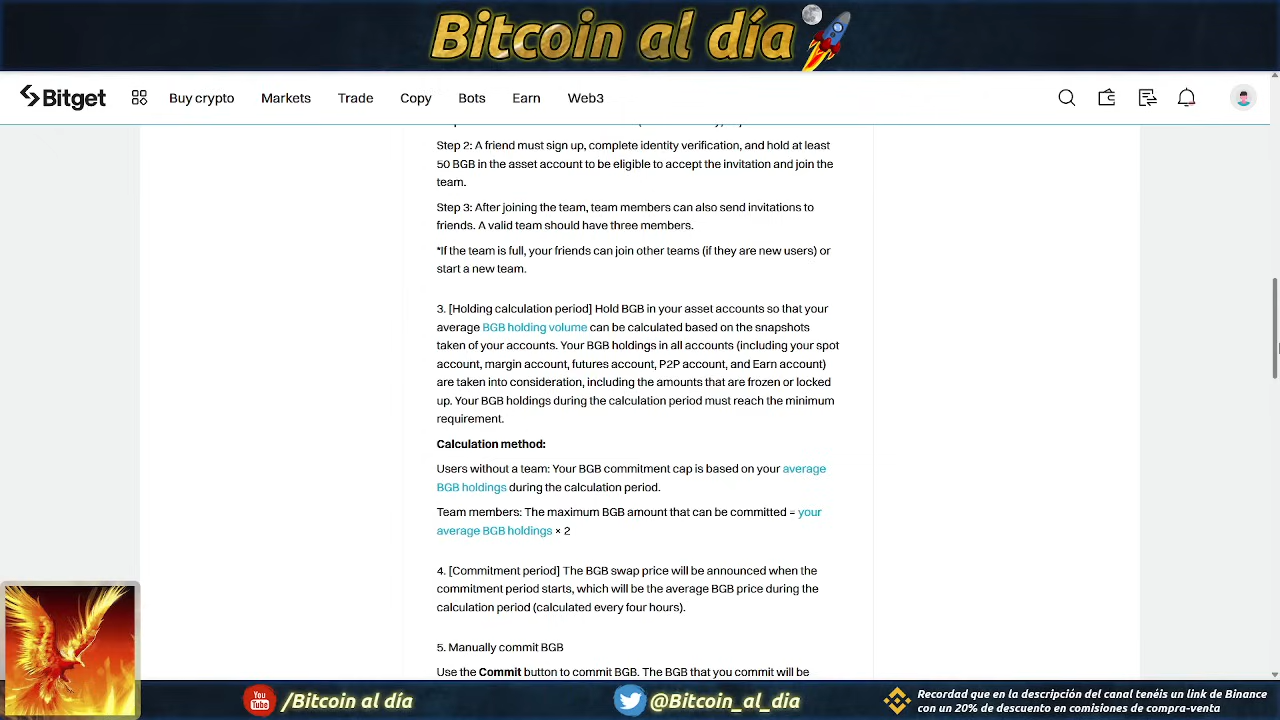 Bitcoin al día
Bitget
Buy crypto
Markets
Trade
Copy
Bots
Earn
Web3
Step 2: A friend must sign up, complete identity verification, and hold at least
50 BGB in the asset account to be eligible to accept the invitation and join the
team.
Step 3: After joining the team, team members can also send invitations to
friends. A valid team should have three members.
*If the team is full, your friends can join other teams (if they are new users) or
start a new team.
3. [Holding calculation period] Hold BGB in your asset accounts so that your
average BGB holding volume can be calculated based on the snapshots
taken of your accounts. Your BGB holdings in all accounts (including your spot
account, margin account, futures account, P2P account, and Earn account)
are taken into consideration, including the amounts that are frozen or locked
up. Your BGB holdings during the calculation period must reach the minimum
requirement.
Calculation method:
Users without a team: Your BGB commitment cap is based on your average
BGB holdings during the calculation period.
Team members: The maximum BGB amount that can be committed = your
average BGB holdings × 2
4. [Commitment period] The BGB swap price will be announced when the
commitment period starts, which will be the average BGB price during the
calculation period (calculated every four hours).
5. Manually commit BGB
Use the Commit button to commit BGB. The BGB that you commit will be
You Tube
/Bitcoin al día
@Bitcoin_al_dia
Recordad que en la descripción del canal tenéis un link de Binance
con un 20% de descuento en comisiones de compra-venta